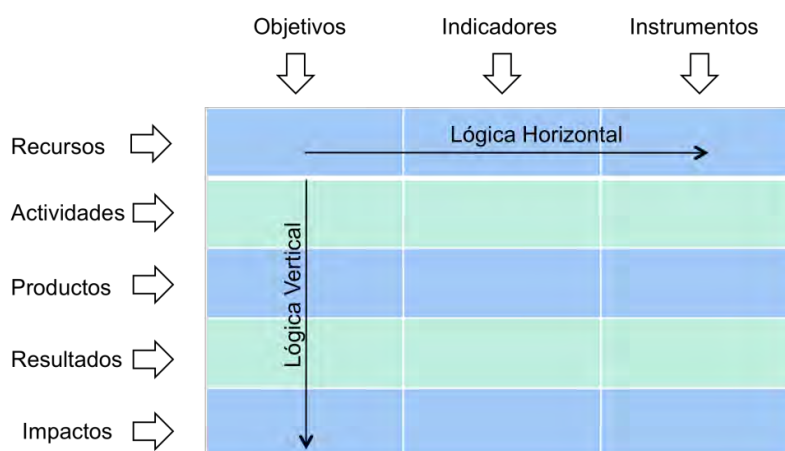 Objetivos Indicadores Instrumentos
Recursos
Lógica Horizontal
Actividades
Lógica Vertical
Productos
Resultados
Impactos